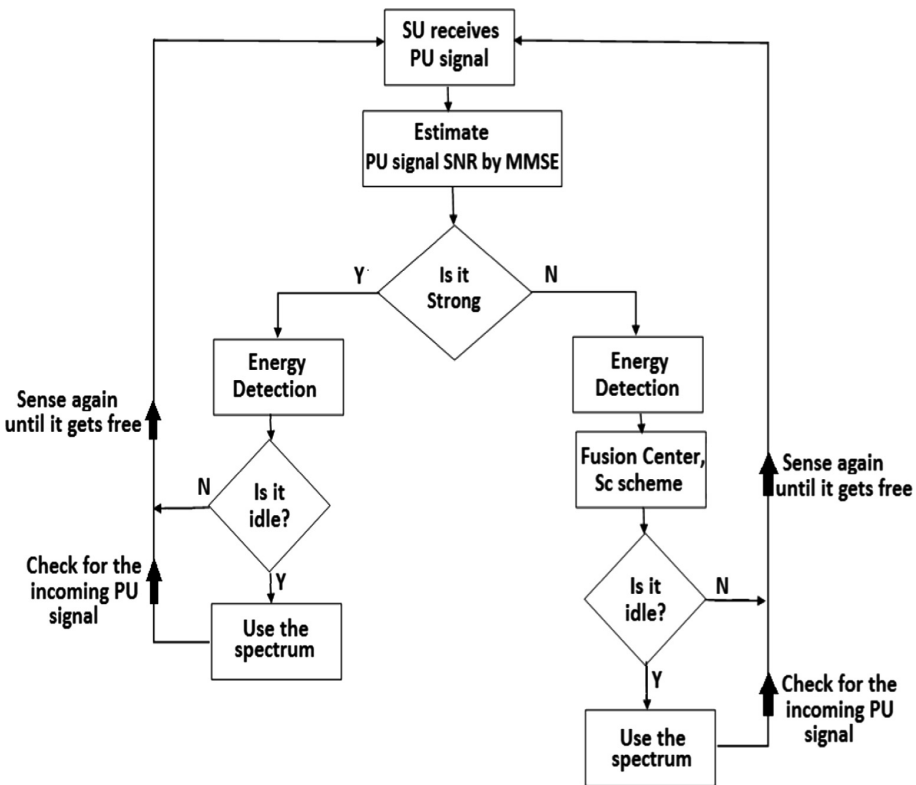 SU receives
PU signal
Estimate
PU signal SNR by MMSE
Is it
Strong
Y
N
Energy
Detection
Energy
Detection
Sense again
until it gets free
Fusion Center,
Sc scheme
Sense again
until it gets free
N
Is it
idle?
Y
Check for the
incoming PU
signal
Is it
idle?
N
Use the
spectrum
Y
Check for the
incoming PU
signal
Use the
spectrum